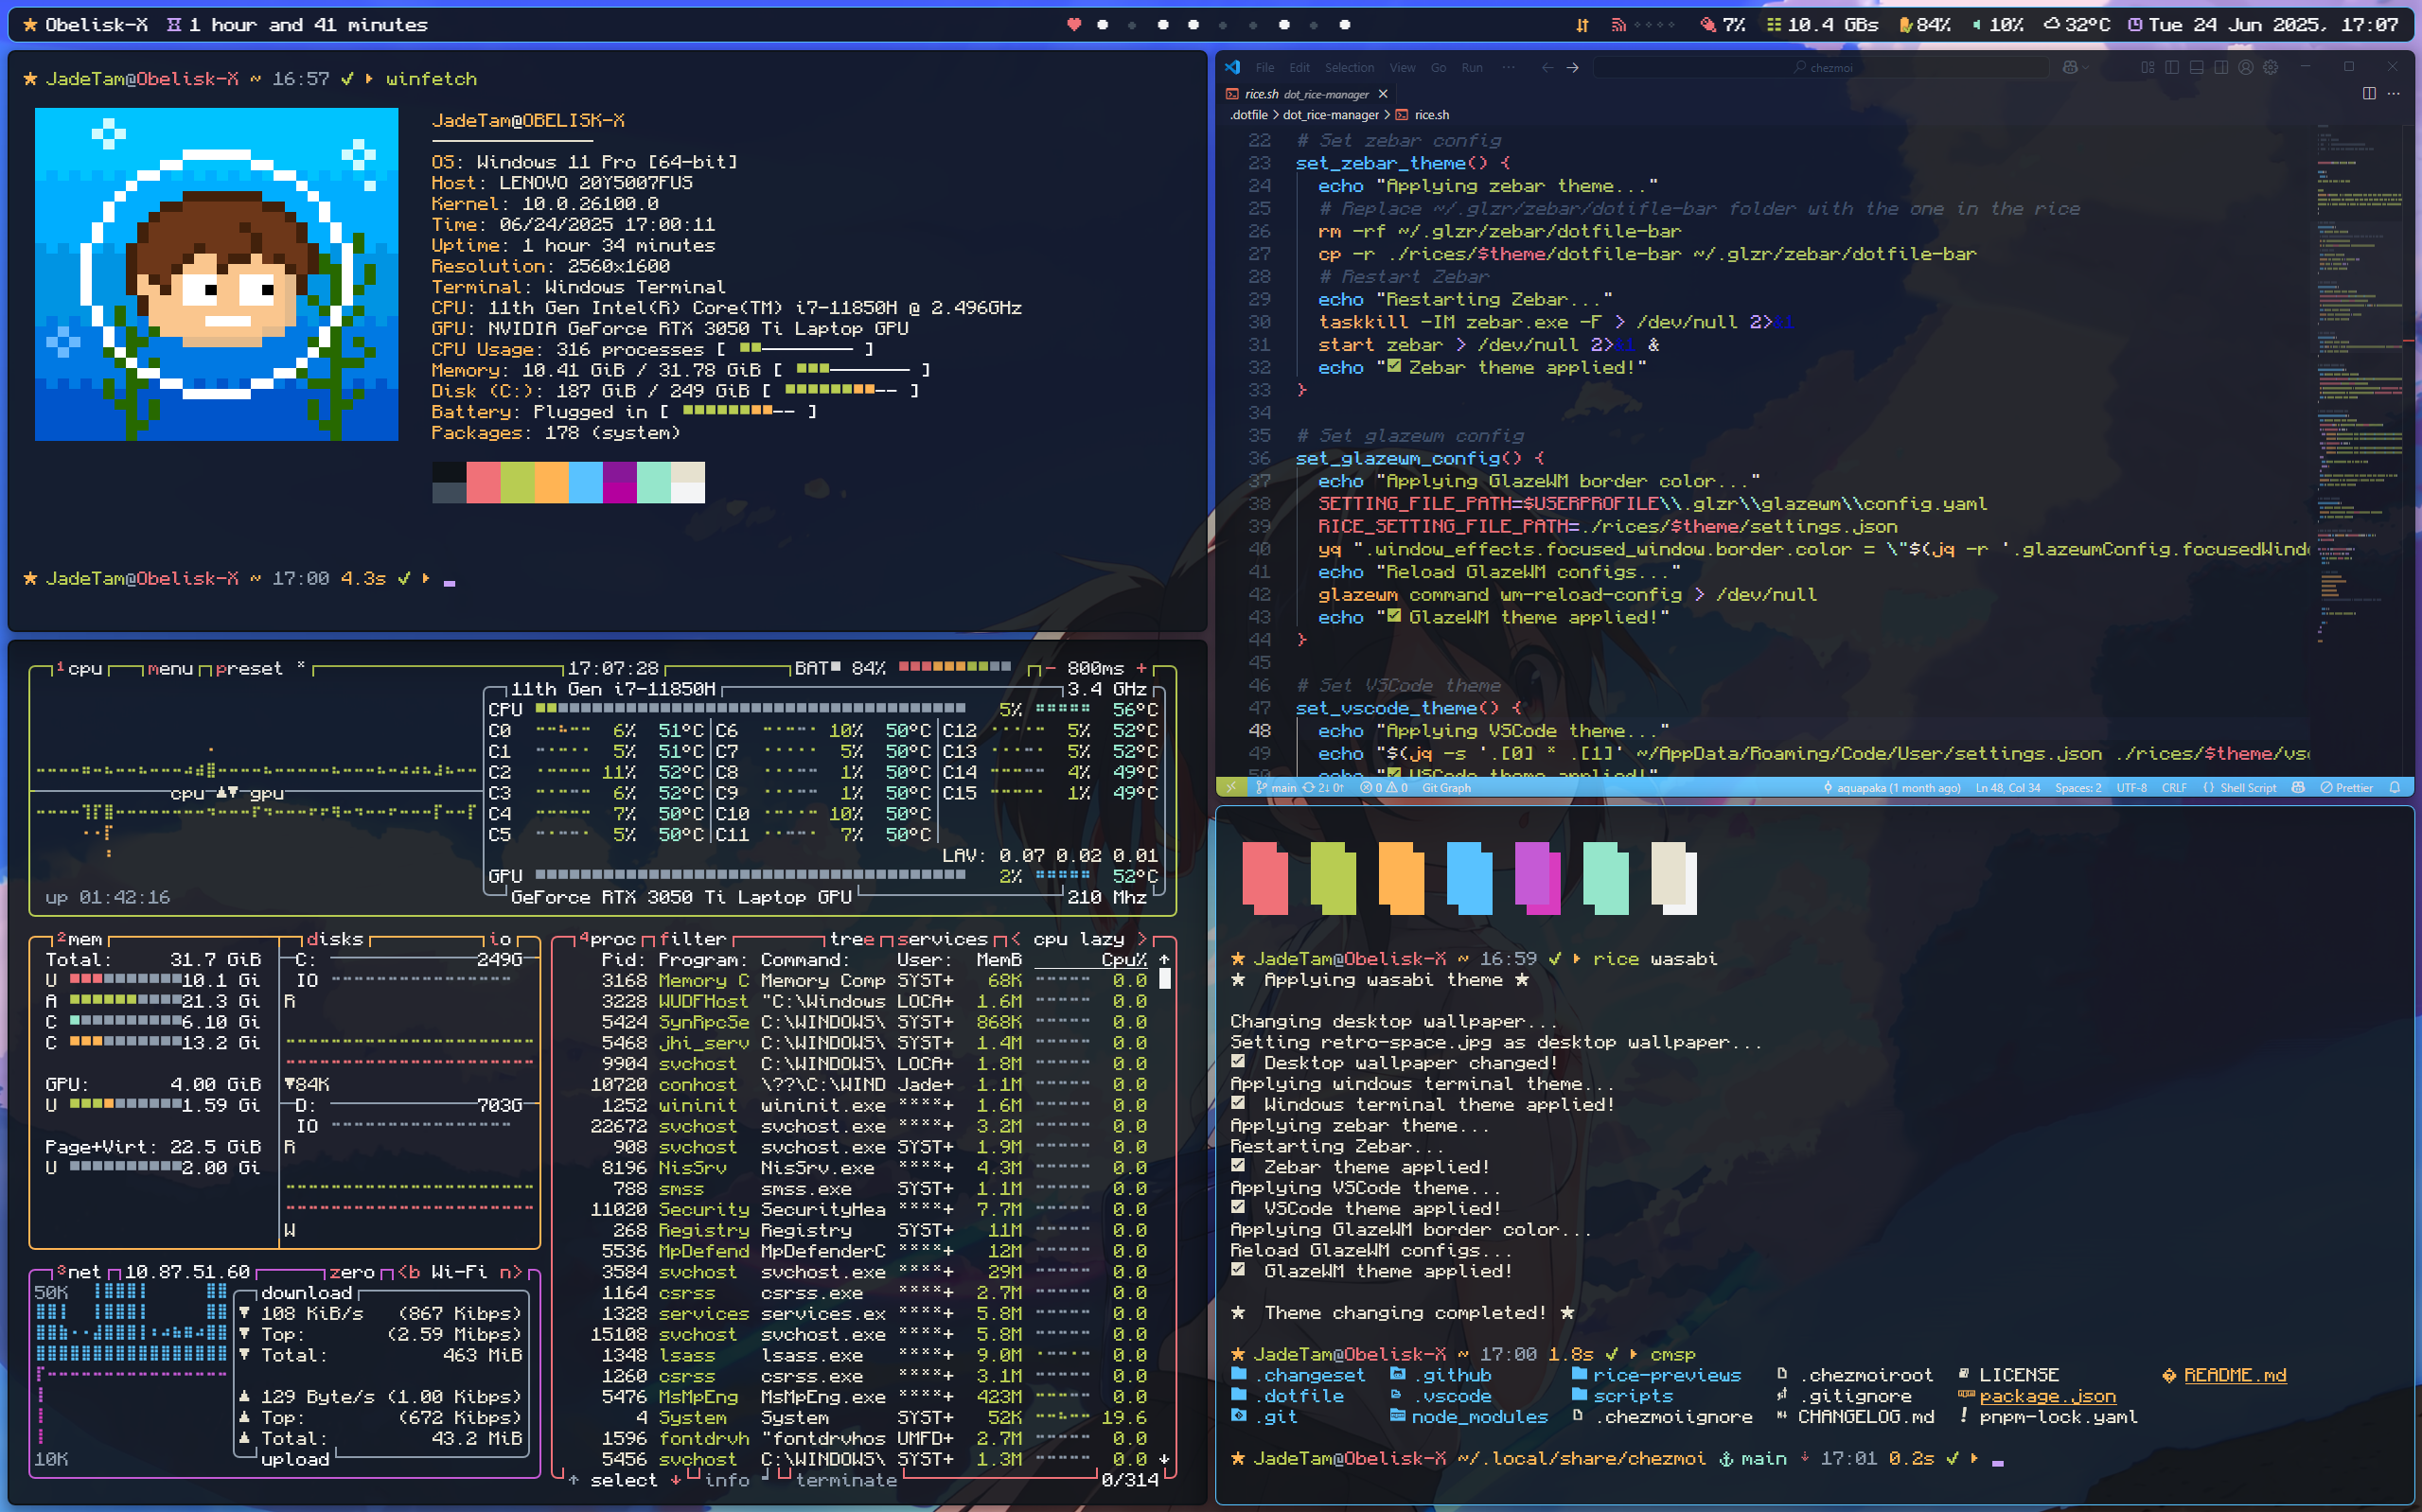 Obelisk-X 1 hour and 41 minutes
7% 10.4 GBs 84% 10% 32°C Tue 24 Jun 2025, 17:07
JadeTam@Obelisk-X ~ 16:57 ✓ winfetch
JadeTam@OBELISK-X
OS: Windows 11 Pro [64-bit]
Host: LENOVO 20Y5007FUS
Kernel: 10.0.26100.0
Time: 06/24/2025 17:00:11
Uptime: 1 hour 34 minutes
Resolution: 2560x1600
Terminal: Windows Terminal
CPU: 11th Gen Intel(R) Core(TM) i7-11850H @ 2.496GHz
GPU: NVIDIA GeForce RTX 3050 Ti Laptop GPU
CPU Usage: 316 processes [ ]
Memory: 10.41 GiB / 31.78 GiB [ ]
Disk (C:): 187 GiB / 249 GiB [ -- ]
Battery: Plugged in [ -- ]
Packages: 178 (system)
JadeTam@Obelisk-X ~ 17:00 4.3s ✓
1cpu menu preset * 17:07:28 BAT 84% - 800ms +
11th Gen i7-11850H 3.4 GHz
CPU 5% 56°C
C0 6% 51°C C6 10% 50°C C12 5% 52°C
C1 5% 51°C C7 5% 50°C C13 5% 52°C
C2 11% 52°C C8 1% 50°C C14 4% 49°C
C3 6% 52°C C9 1% 50°C C15 1% 49°C
cpu ▲▼ gpu
C4 7% 50°C C10 10% 50°C
C5 5% 50°C C11 7% 50°C
LAV: 0.07 0.02 0.01
GPU 2% 52°C
up 01:42:16
GeForce RTX 3050 Ti Laptop GPU 210 Mhz
2mem disks io
Total: 31.7 GiB
U 10.1 Gi
A 21.3 Gi
C 6.10 Gi
C 13.2 Gi
GPU: 4.00 GiB
U 1.59 Gi
Page+Virt: 22.5 GiB
U 2.00 Gi
C: 249G
IO
R
▼84K
D: 703G
IO
R
W
3net 10.87.51.60 zero <b Wi-Fi n>
50K
download
▼ 108 KiB/s (867 Kibps)
▼ Top: (2.59 Mibps)
▼ Total: 463 MiB
▲ 129 Byte/s (1.00 Kibps)
▲ Top: (672 Kibps)
▲ Total: 43.2 MiB
10K
upload
4proc filter tree services < cpu lazy >
Pid: Program: Command: User: MemB Cpu% ↑
3168 Memory C Memory Comp SYST+ 68K 0.0
3228 WUDFHost "C:\Windows LOCA+ 1.6M 0.0
5424 SynRpcSe C:\WINDOWS\ SYST+ 868K 0.0
5468 jhi_serv C:\WINDOWS\ SYST+ 1.4M 0.0
9904 svchost C:\WINDOWS\ LOCA+ 1.8M 0.0
10720 conhost \??\C:\WIND Jade+ 1.1M 0.0
1252 wininit wininit.exe ****+ 1.6M 0.0
22672 svchost svchost.exe ****+ 3.2M 0.0
908 svchost svchost.exe SYST+ 1.9M 0.0
8196 NisSrv NisSrv.exe ****+ 4.3M 0.0
788 smss smss.exe SYST+ 1.1M 0.0
11020 Security SecurityHea ****+ 7.7M 0.0
268 Registry Registry SYST+ 11M 0.0
5536 MpDefend MpDefenderC ****+ 12M 0.0
3584 svchost svchost.exe ****+ 29M 0.0
1164 csrss csrss.exe ****+ 2.7M 0.0
1328 services services.ex ****+ 5.8M 0.0
15108 svchost svchost.exe ****+ 5.8M 0.0
1348 lsass lsass.exe ****+ 9.0M 0.0
1260 csrss csrss.exe ****+ 3.1M 0.0
5476 MsMpEng MsMpEng.exe ****+ 423M 0.0
4 System System SYST+ 52K 19.6
1596 fontdrvh "fontdrvhos UMFD+ 2.7M 0.0
5456 svchost C:\WINDOWS\ SYST+ 1.3M 0.0 ↓
↑ select ↓ info ┘ terminate 0/314
File Edit Selection View Go Run ··· ← → chezmoi
rice.sh dot_rice-manager
.dotfile > dot_rice-manager > rice.sh
22 # Set zebar config
23 set_zebar_theme() {
24 echo "Applying zebar theme..."
25 # Replace ~/.glzr/zebar/dotifle-bar folder with the one in the rice
26 rm -rf ~/.glzr/zebar/dotfile-bar
27 cp -r ./rices/$theme/dotfile-bar ~/.glzr/zebar/dotfile-bar
28 # Restart Zebar
29 echo "Restarting Zebar..."
30 taskkill -IM zebar.exe -F > /dev/null 2>&1
31 start zebar > /dev/null 2>&1 &
32 echo "✅ Zebar theme applied!"
33 }
34
35 # Set glazewm config
36 set_glazewm_config() {
37 echo "Applying GlazeWM border color..."
38 SETTING_FILE_PATH=$USERPROFILE\\.glzr\\glazewm\\config.yaml
39 RICE_SETTING_FILE_PATH=./rices/$theme/settings.json
40 yq ".window_effects.focused_window.border.color = \"$(jq -r '.glazewmConfig.focusedWind
41 echo "Reload GlazeWM configs..."
42 glazewm command wm-reload-config > /dev/null
43 echo "✅ GlazeWM theme applied!"
44 }
45
46 # Set VSCode theme
47 set_vscode_theme() {
48 echo "Applying VSCode theme..."
49 echo "$(jq -s '.[0] * .[1]' ~/AppData/Roaming/Code/User/settings.json ./rices/$theme/vsc
50 echo "✅ VSCode theme applied!"
main 2↓ 0↑ 0 0 Git Graph aquapaka (1 month ago) Ln 48, Col 34 Spaces: 2 UTF-8 CRLF {} Shell Script Prettier
JadeTam@Obelisk-X ~ 16:59 ✓ rice wasabi
★ Applying wasabi theme ★
Changing desktop wallpaper...
Setting retro-space.jpg as desktop wallpaper...
✅ Desktop wallpaper changed!
Applying windows terminal theme...
✅ Windows terminal theme applied!
Applying zebar theme...
Restarting Zebar...
✅ Zebar theme applied!
Applying VSCode theme...
✅ VSCode theme applied!
Applying GlazeWM border color...
Reload GlazeWM configs...
✅ GlazeWM theme applied!
★ Theme changing completed! ★
JadeTam@Obelisk-X ~ 17:00 1.8s ✓ cmsp
.changeset .github rice-previews .chezmoiroot LICENSE README.md
.dotfile .vscode scripts .gitignore package.json
.git node_modules .chezmoiignore CHANGELOG.md pnpm-lock.yaml
JadeTam@Obelisk-X ~/.local/share/chezmoi main ↓ 17:01 0.2s ✓